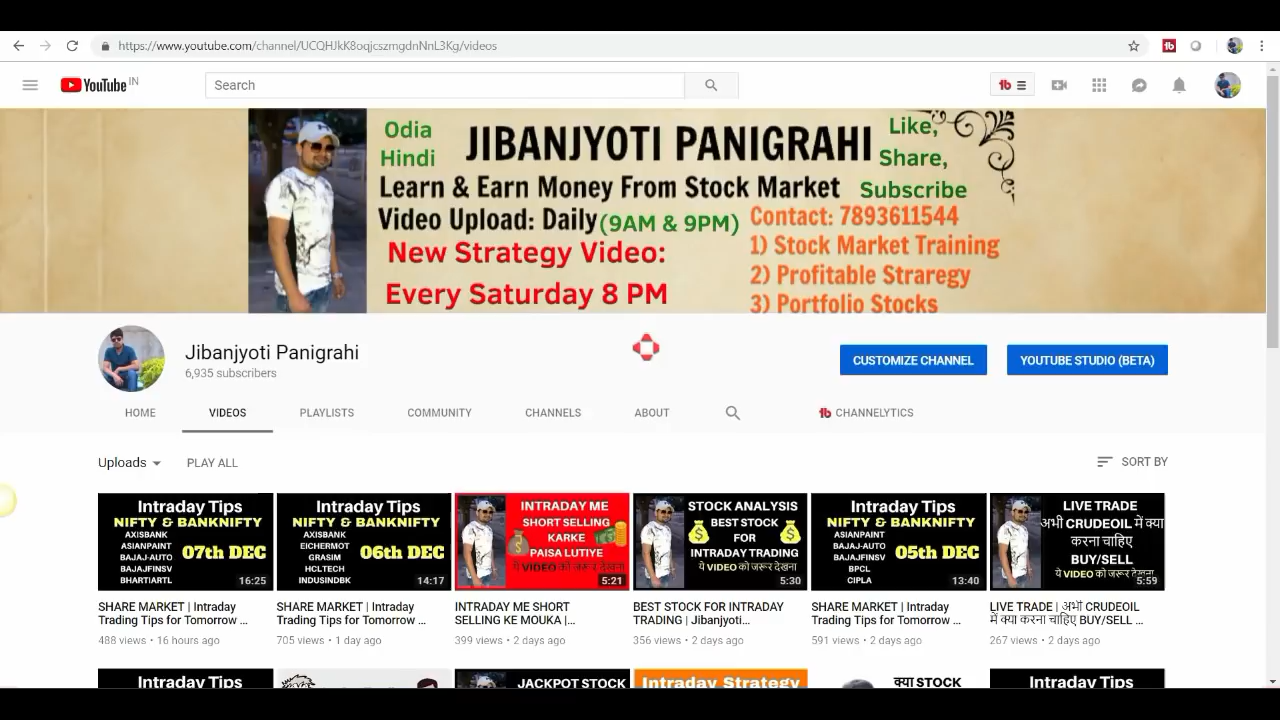 https://www.youtube.com/channel/UCQHJkK8oqjcszmgdnNnL3Kg/videos
YouTube IN
Search
Odia
Hindi
JIBANJYOTI PANIGRAHI
Like,
Share,
Subscribe
Learn & Earn Money From Stock Market
Video Upload: Daily (9AM & 9PM)
New Strategy Video:
Every Saturday 8 PM
Contact: 7893611544
1) Stock Market Training
2) Profitable Straregy
3) Portfolio Stocks
Jibanjyoti Panigrahi
6,935 subscribers
CUSTOMIZE CHANNEL
YOUTUBE STUDIO (BETA)
HOME VIDEOS PLAYLISTS COMMUNITY CHANNELS ABOUT tb CHANNELYTICS
Uploads PLAY ALL SORT BY
Intraday Tips
NIFTY & BANKNIFTY
AXISBANK
ASIANPAINT
BAJAJ-AUTO
BAJAJFINSV
BHARTIARTL
07th DEC
16:25
SHARE MARKET | Intraday
Trading Tips for Tomorrow ...
488 views • 16 hours ago
Intraday Tips
NIFTY & BANKNIFTY
AXISBANK
EICHERMOT
GRASIM
HCLTECH
INDUSINDBK
06th DEC
14:17
SHARE MARKET | Intraday
Trading Tips for Tomorrow ...
705 views • 1 day ago
INTRADAY ME
SHORT SELLING
KARKE
PAISA LUTIYE
ये VIDEO को जरूर देखना
5:21
INTRADAY ME SHORT
SELLING KE MOUKA |...
399 views • 2 days ago
STOCK ANALYSIS
BEST STOCK
FOR
INTRADAY TRADING
ये VIDEO को जरूर देखना
5:30
BEST STOCK FOR INTRADAY
TRADING | Jibanjyoti...
356 views • 2 days ago
Intraday Tips
NIFTY & BANKNIFTY
AXISBANK
ASIANPAINT
BAJAJ-AUTO
BAJAJFINSV
BPCL
CIPLA
05th DEC
13:40
SHARE MARKET | Intraday
Trading Tips for Tomorrow ...
591 views • 2 days ago
LIVE TRADE
अभी CRUDEOIL में क्या
करना चाहिए
BUY/SELL
ये VIDEO को जरूर देखना
5:59
LIVE TRADE | अभी CRUDEOIL
में क्या करना चाहिए BUY/SELL ...
267 views • 2 days ago
Intraday Tips
Intraday Tips
JACKPOT STOCK
Intraday Strategy
क्या STOCK
Intraday Tips